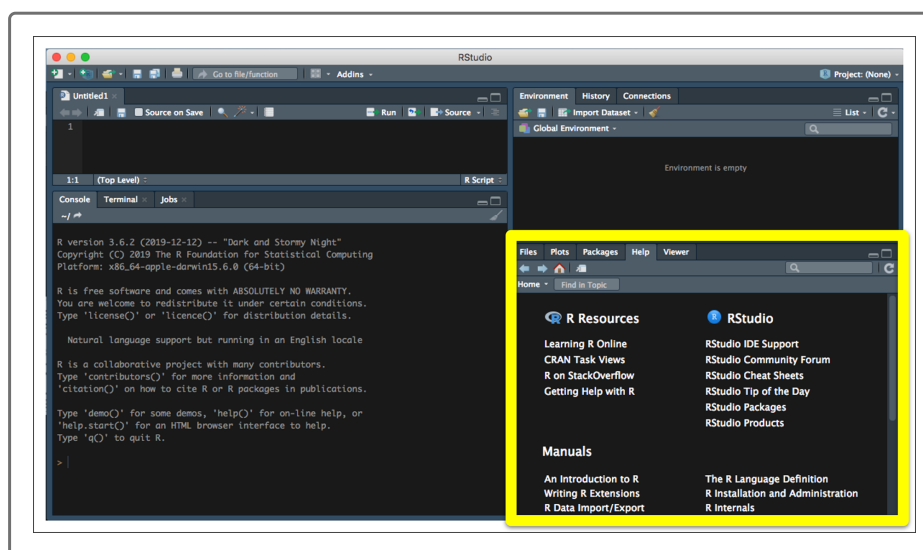 RStudio
Go to file/function
Addins
Project: (None)
Untitled1
Source on Save
Run
Source
1
1:1 (Top Level)
R Script
Console Terminal Jobs
~/
R version 3.6.2 (2019-12-12) -- "Dark and Stormy Night"
Copyright (C) 2019 The R Foundation for Statistical Computing
Platform: x86_64-apple-darwin15.6.0 (64-bit)
R is free software and comes with ABSOLUTELY NO WARRANTY.
You are welcome to redistribute it under certain conditions.
Type 'license()' or 'licence()' for distribution details.
Natural language support but running in an English locale
R is a collaborative project with many contributors.
Type 'contributors()' for more information and
'citation()' on how to cite R or R packages in publications.
Type 'demo()' for some demos, 'help()' for on-line help, or
'help.start()' for an HTML browser interface to help.
Type 'q()' to quit R.
>
Environment History Connections
Import Dataset
List
Global Environment
Environment is empty
Files Plots Packages Help Viewer
Home Find in Topic
R Resources
Learning R Online
CRAN Task Views
R on StackOverflow
Getting Help with R
RStudio
RStudio IDE Support
RStudio Community Forum
RStudio Cheat Sheets
RStudio Tip of the Day
RStudio Packages
RStudio Products
Manuals
An Introduction to R
Writing R Extensions
R Data Import/Export
The R Language Definition
R Installation and Administration
R Internals